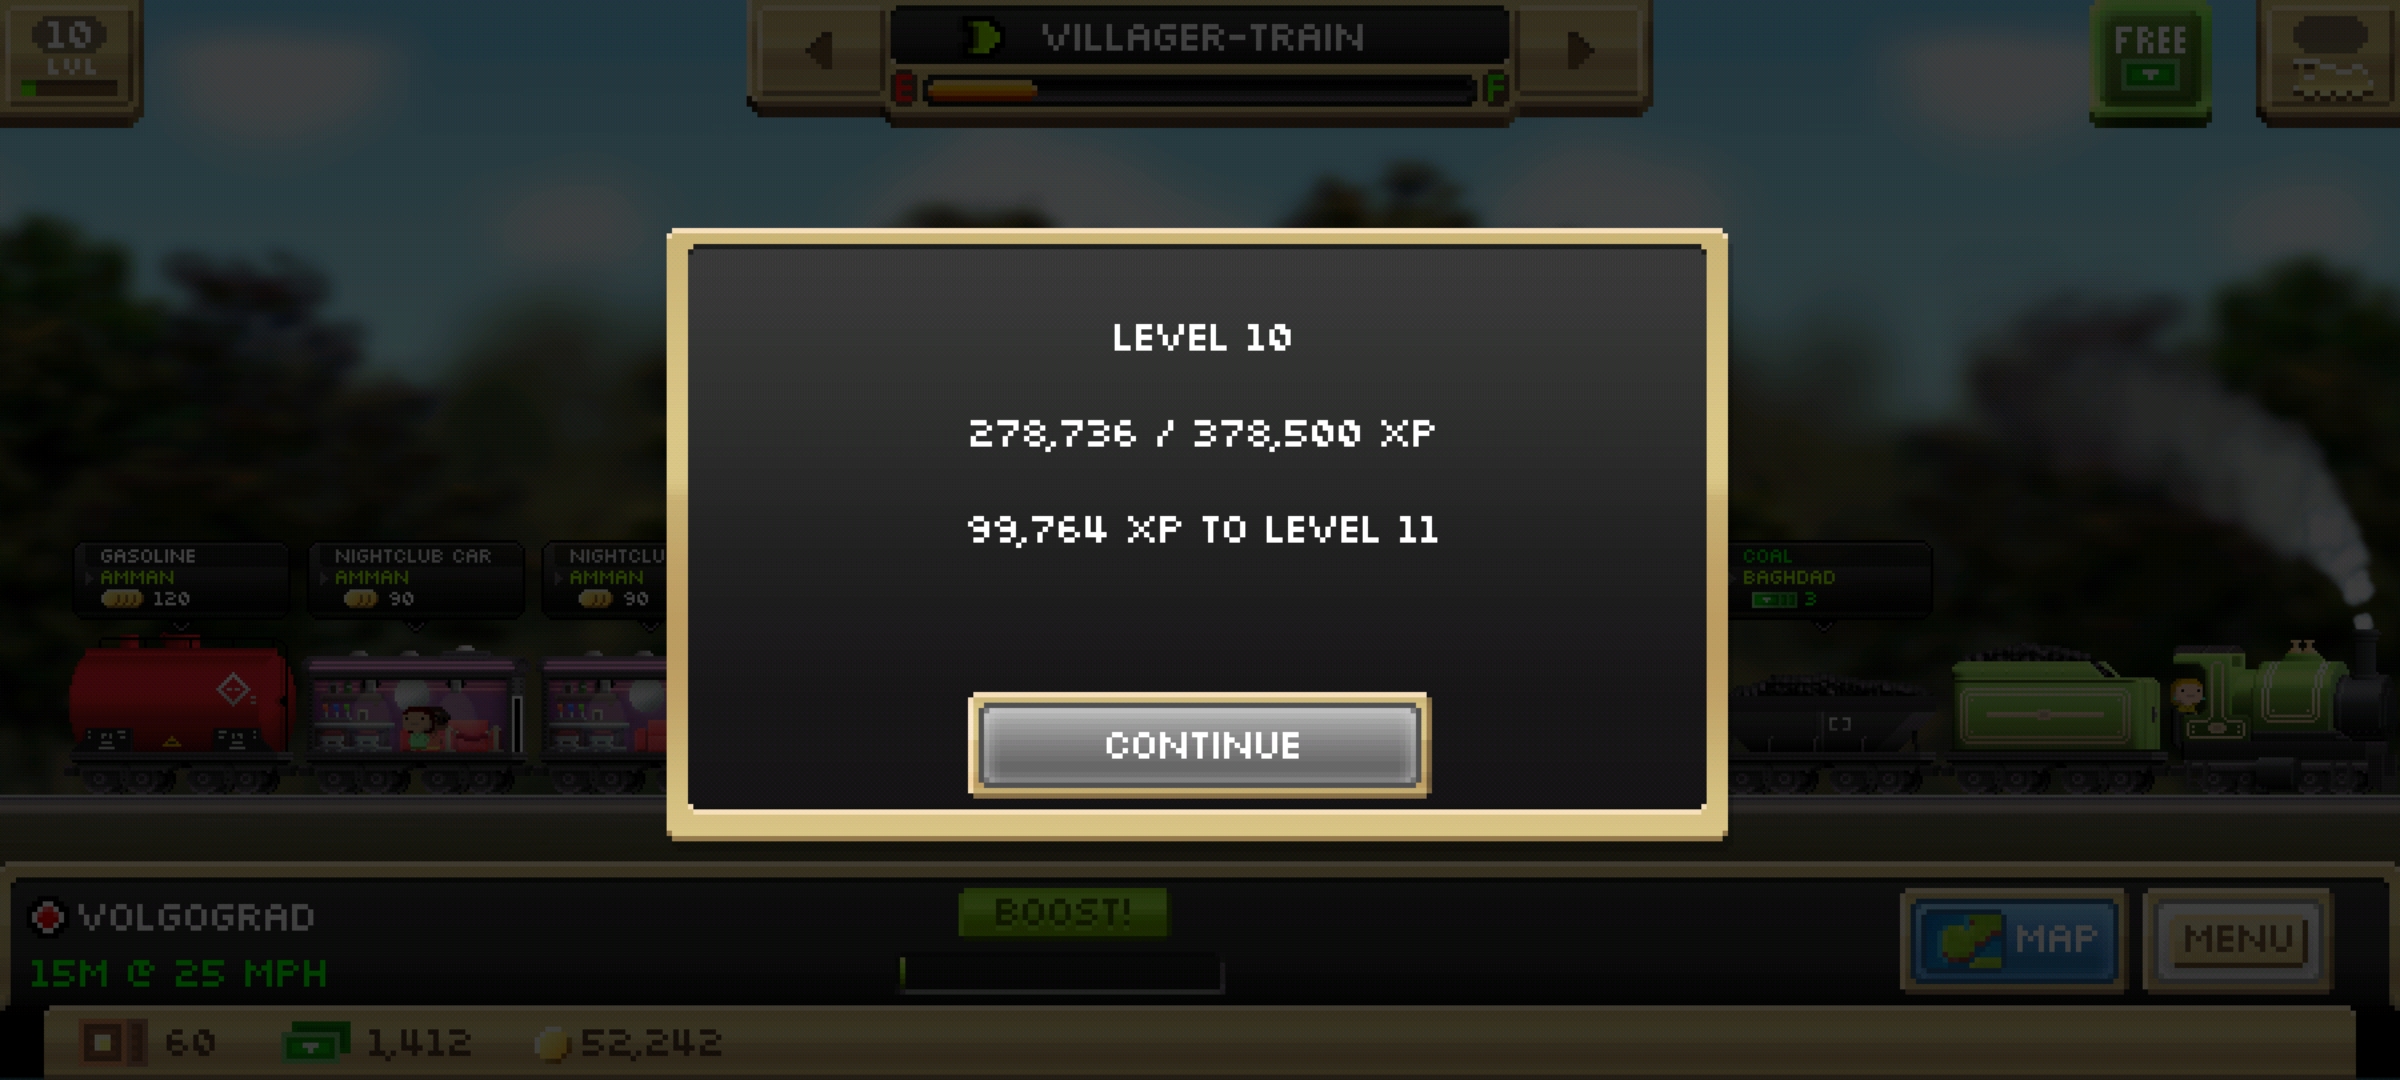 10
LVL
VILLAGER-TRAIN
E
F
FREE
LEVEL 10
278,736 / 378,500 XP
99,764 XP TO LEVEL 11
CONTINUE
GASOLINE
AMMAN
120
NIGHTCLUB CAR
AMMAN
90
NIGHTCLU
AMMAN
90
COAL
BAGHDAD
3
VOLGOGRAD
15M @ 25 MPH
BOOST!
MAP
MENU
60
1,412
52,242